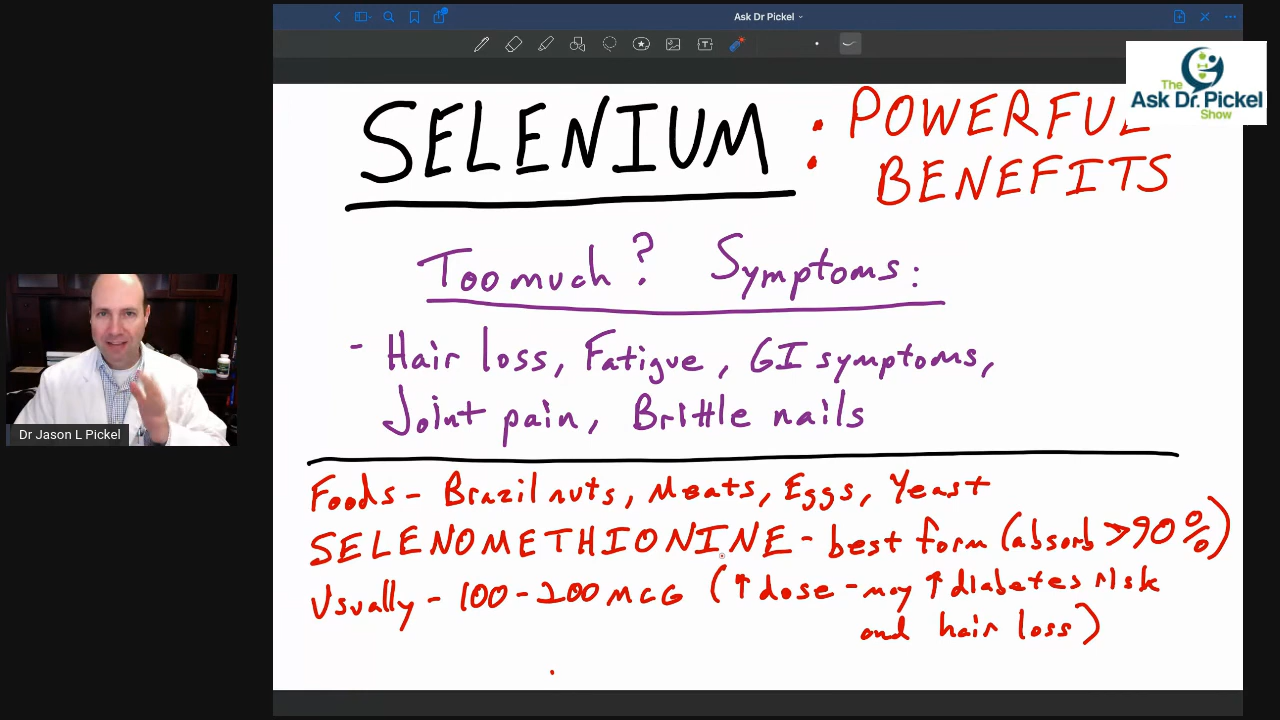 Ask Dr Pickel
The
Ask Dr. Pickel
Show
SELENIUM : POWERFUL
BENEFITS
Too much? Symptoms:
- Hair loss, Fatigue, GI symptoms,
Joint pain, Brittle nails
Dr Jason L Pickel
Foods - Brazil nuts, Meats, Eggs, Yeast
SELENOMETHIONINE - best form (absorb >90%)
Usually - 100-200 mcG (↑dose - may ↑diabetes risk
and hair loss)